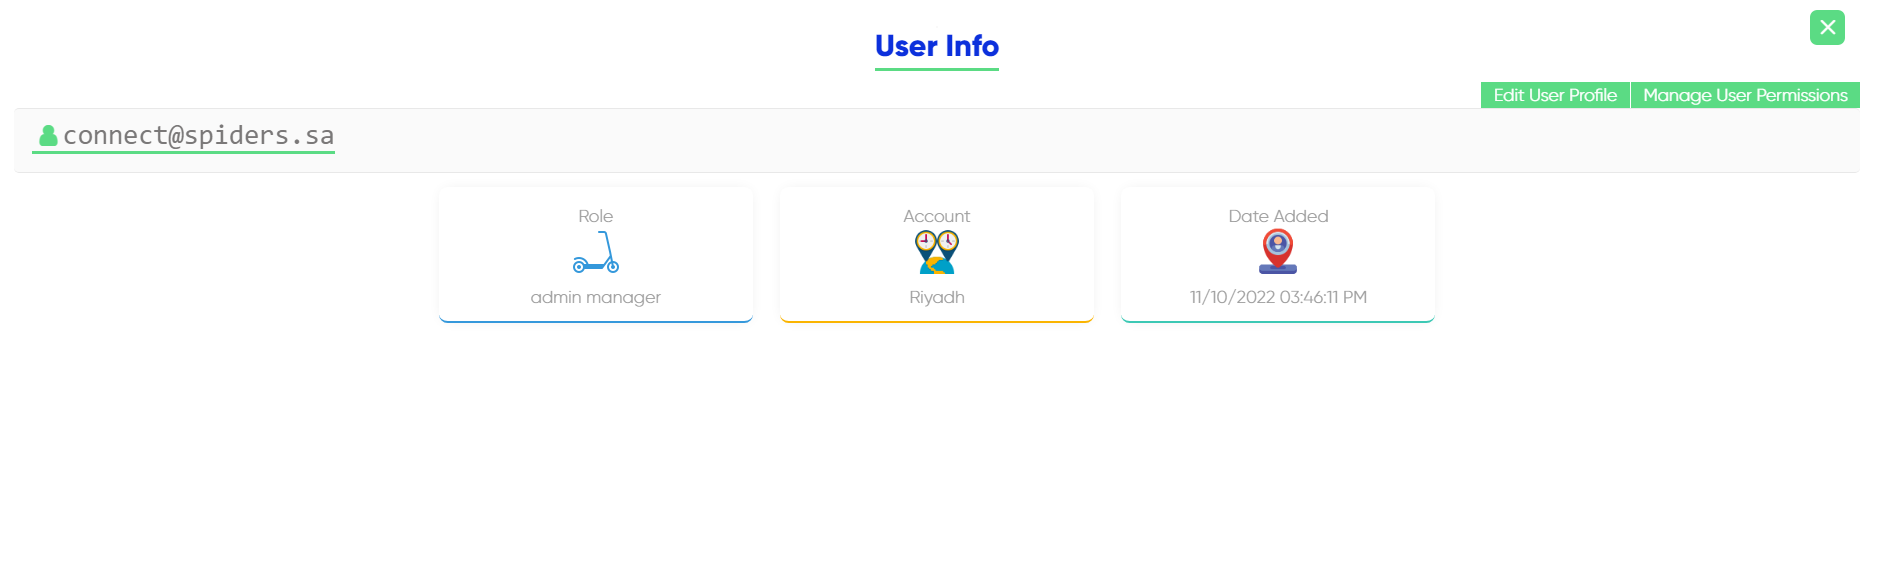 User Info
Edit User Profile
Manage User Permissions
connect@spiders.sa
Role
admin manager
Account
Riyadh
Date Added
11/10/2022 03:46:11 PM